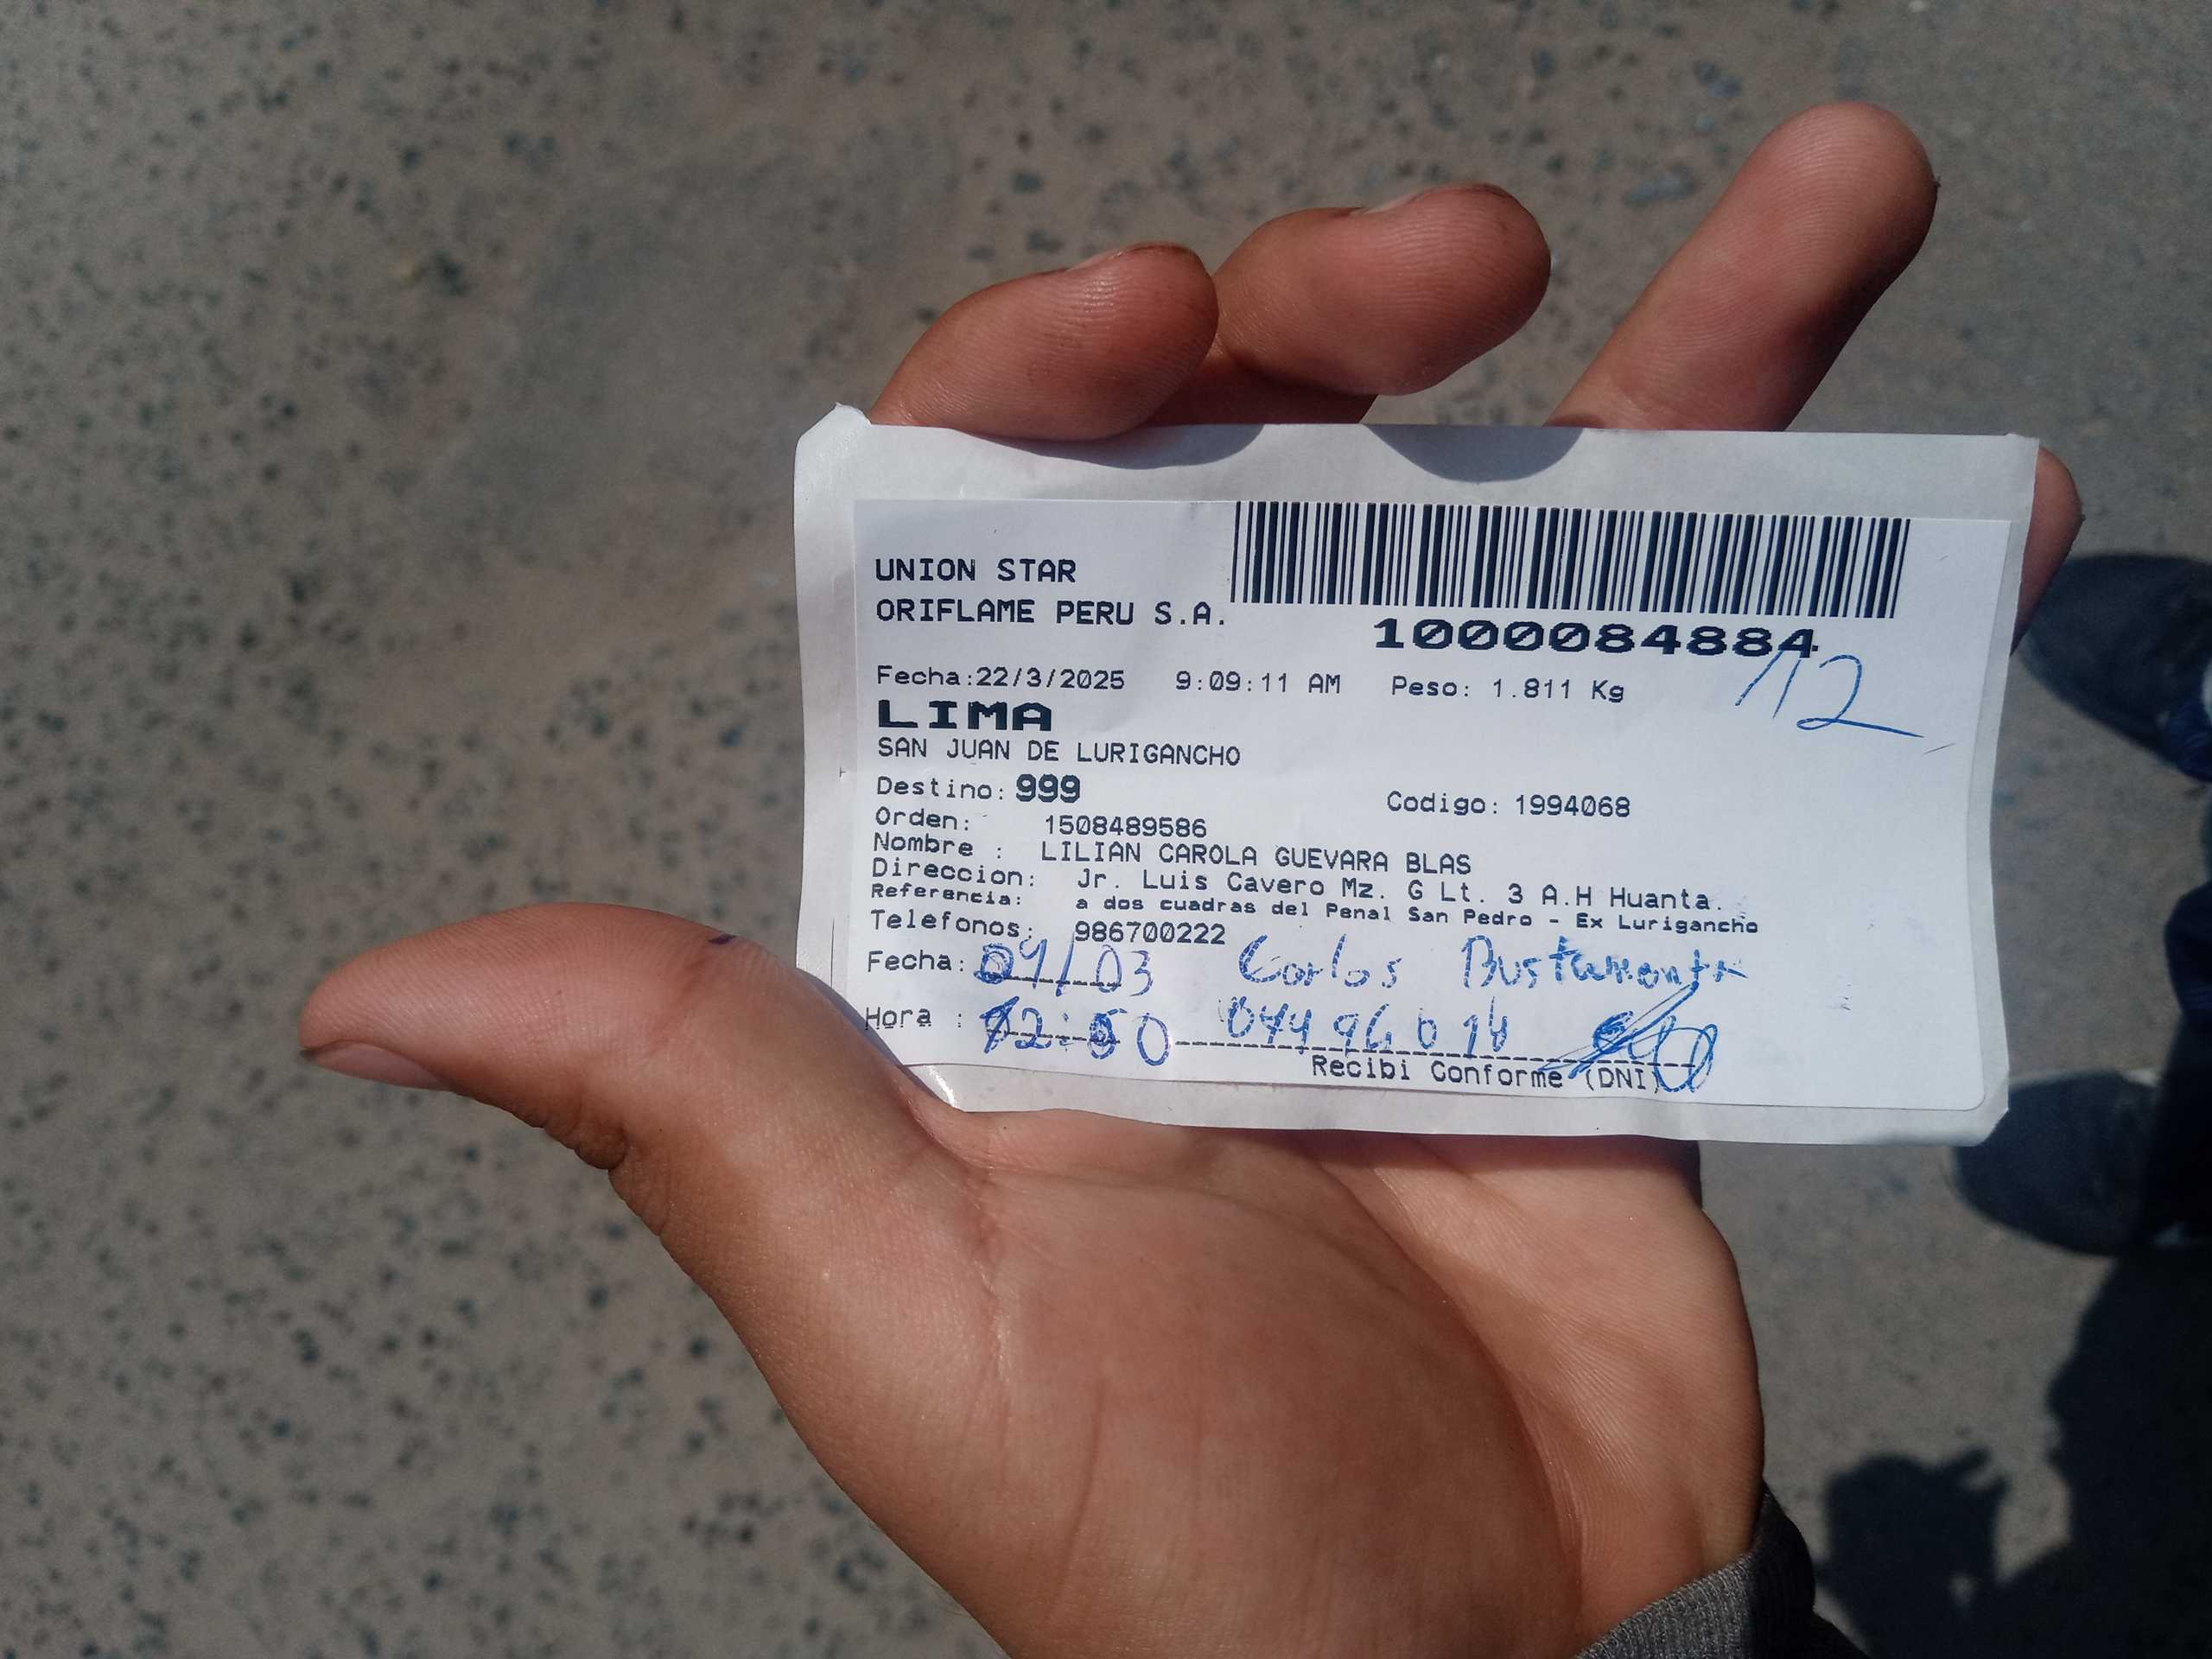 UNION STAR
ORIFLAME PERU S.A.
1000084884
12
Fecha:22/3/2025 9:09:11 AM Peso: 1.811 Kg
LIMA
SAN JUAN DE LURIGANCHO
Destino: 999 Codigo: 1994068
Orden: 1508489586
Nombre : LILIAN CAROLA GUEVARA BLAS
Direccion: Jr. Luis Cavero Mz. G Lt. 3 A.H Huanta.
Referencia: a dos cuadras del Penal San Pedro - Ex Lurigancho
Telefonos: 986700222
Fecha: /03 Carlos Bustamante
Hora : 12:50
Recibi Conforme (DNI)